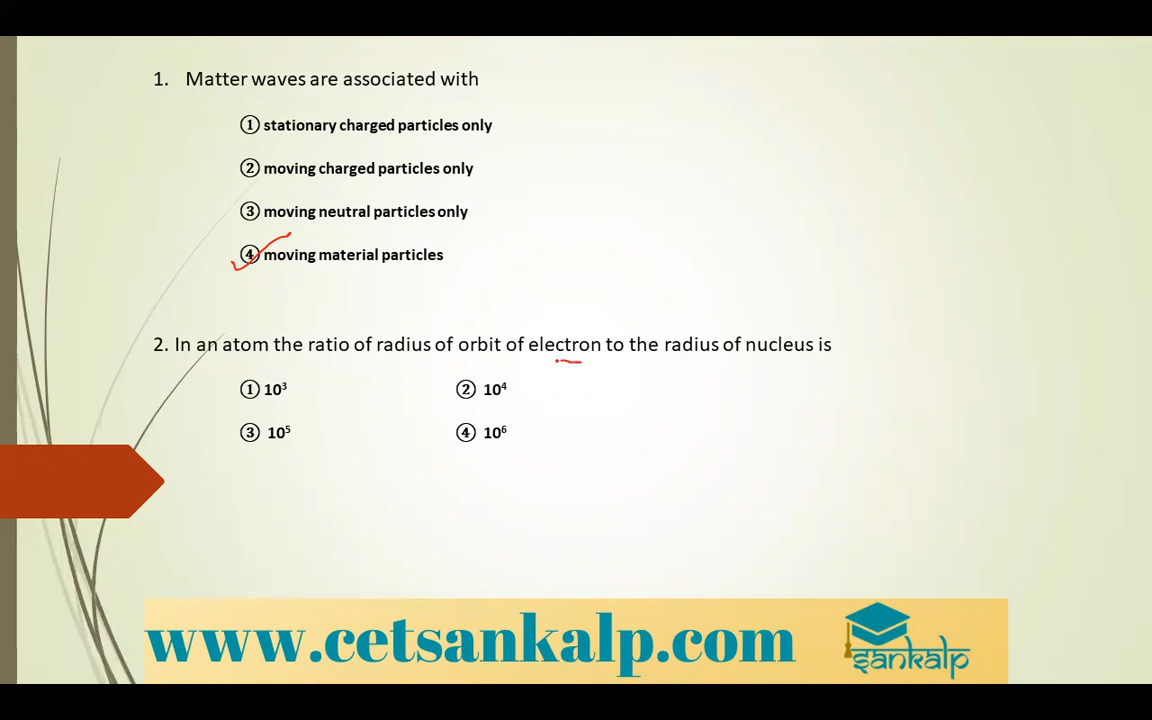 1. Matter waves are associated with
① stationary charged particles only
② moving charged particles only
③ moving neutral particles only
④ moving material particles
2. In an atom the ratio of radius of orbit of electron to the radius of nucleus is
① 10³ ② 10⁴
③ 10⁵ ④ 10⁶
www.cetsankalp.com
sankalp